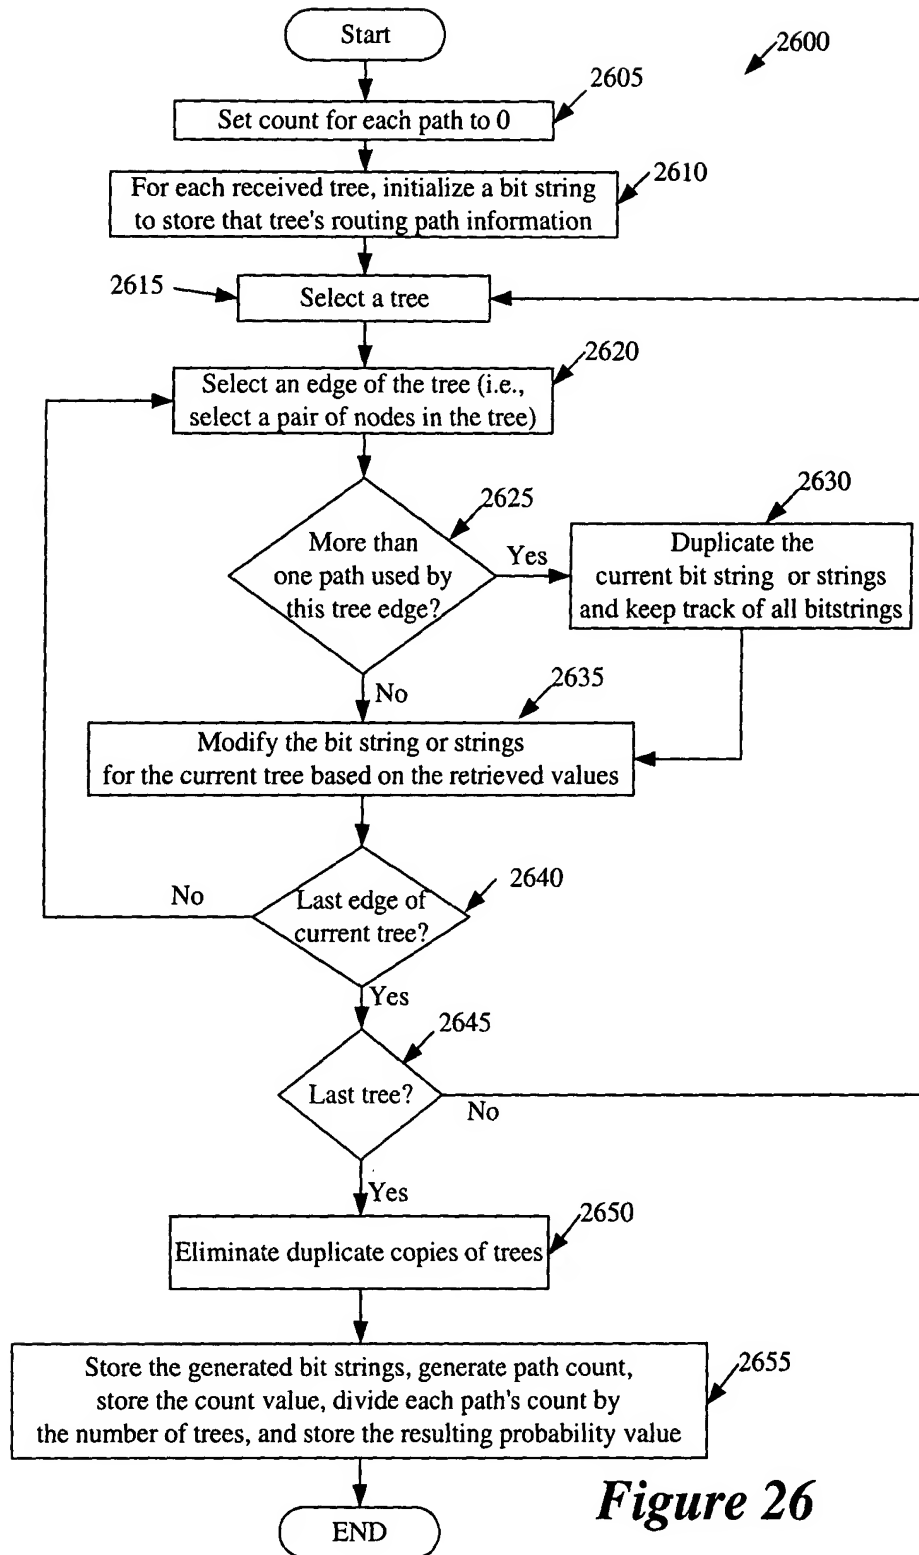 Start
2600
2605
Set count for each path to 0
2610
For each received tree, initialize a bit string
to store that tree's routing path information
2615
Select a tree
2620
Select an edge of the tree (i.e.,
select a pair of nodes in the tree)
2625
2630
More than
one path used by
this tree edge?
Yes
Duplicate the
current bit string or strings
and keep track of all bitstrings
No
2635
Modify the bit string or strings
for the current tree based on the retrieved values
No
2640
Last edge of
current tree?
Yes
2645
Last tree?
No
Yes
2650
Eliminate duplicate copies of trees
2655
Store the generated bit strings, generate path count,
store the count value, divide each path's count by
the number of trees, and store the resulting probability value
Figure 26
END